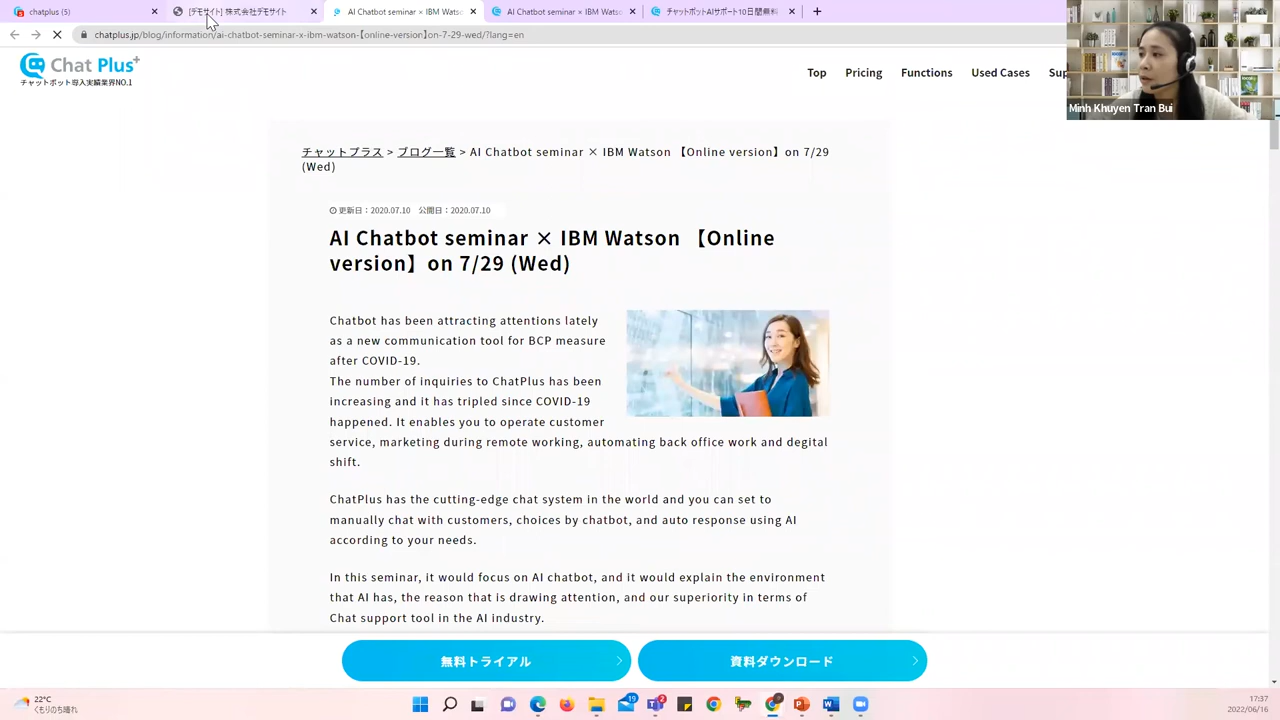 chatplus (5)
[デモサイト] 株式会社デモサイト
AI Chatbot seminar × IBM Wats
AI Chatbot seminar × IBM Wats
チャットボットAIサポート10日間無料
chatplus.jp/blog/information/ai-chatbot-seminar-x-ibm-watson-【online-version】on-7-29-wed/?lang=en
Chat Plus+
チャットボット導入実績業界NO.1
Top
Pricing
Functions
Used Cases
Sup
Minh Khuyen Tran Bui
チャットプラス > ブログ一覧 > AI Chatbot seminar × IBM Watson 【Online version】on 7/29
(Wed)
更新日：2020.07.10 公開日：2020.07.10
AI Chatbot seminar × IBM Watson 【Online
version】on 7/29 (Wed)
Chatbot has been attracting attentions lately
as a new communication tool for BCP measure
after COVID-19.
The number of inquiries to ChatPlus has been
increasing and it has tripled since COVID-19
happened. It enables you to operate customer
service, marketing during remote working, automating back office work and degital
shift.
ChatPlus has the cutting-edge chat system in the world and you can set to
manually chat with customers, choices by chatbot, and auto response using AI
according to your needs.
In this seminar, it would focus on AI chatbot, and it would explain the environment
that AI has, the reason that is drawing attention, and our superiority in terms of
Chat support tool in the AI industry.
無料トライアル
資料ダウンロード
22°C
くもりのち晴れ
19
2
17:37
2022/06/16